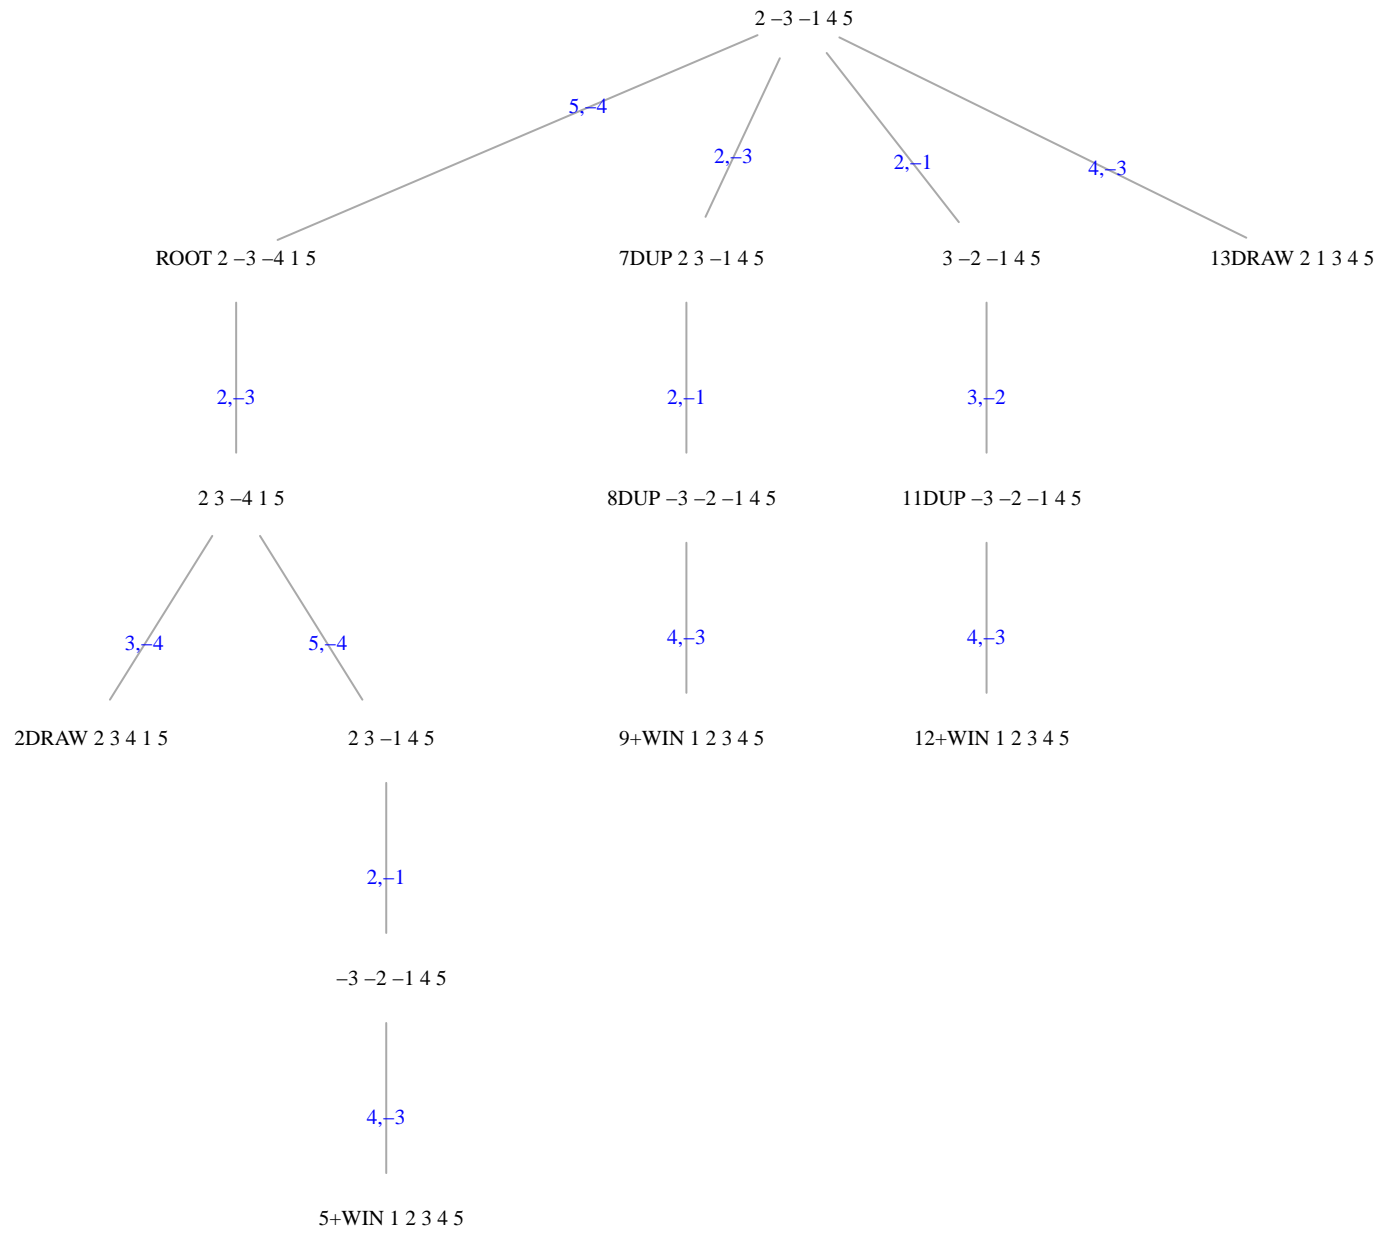 2 –3 –1 4 5
5,–4
2,–3
2,–1
4,–3
ROOT 2 –3 –4 1 5
7DUP 2 3 –1 4 5
3 –2 –1 4 5
13DRAW 2 1 3 4 5
2,–3
2,–1
3,–2
2 3 –4 1 5
8DUP –3 –2 –1 4 5
11DUP –3 –2 –1 4 5
3,–4
5,–4
4,–3
4,–3
2DRAW 2 3 4 1 5
2 3 –1 4 5
9+WIN 1 2 3 4 5
12+WIN 1 2 3 4 5
2,–1
–3 –2 –1 4 5
4,–3
5+WIN 1 2 3 4 5